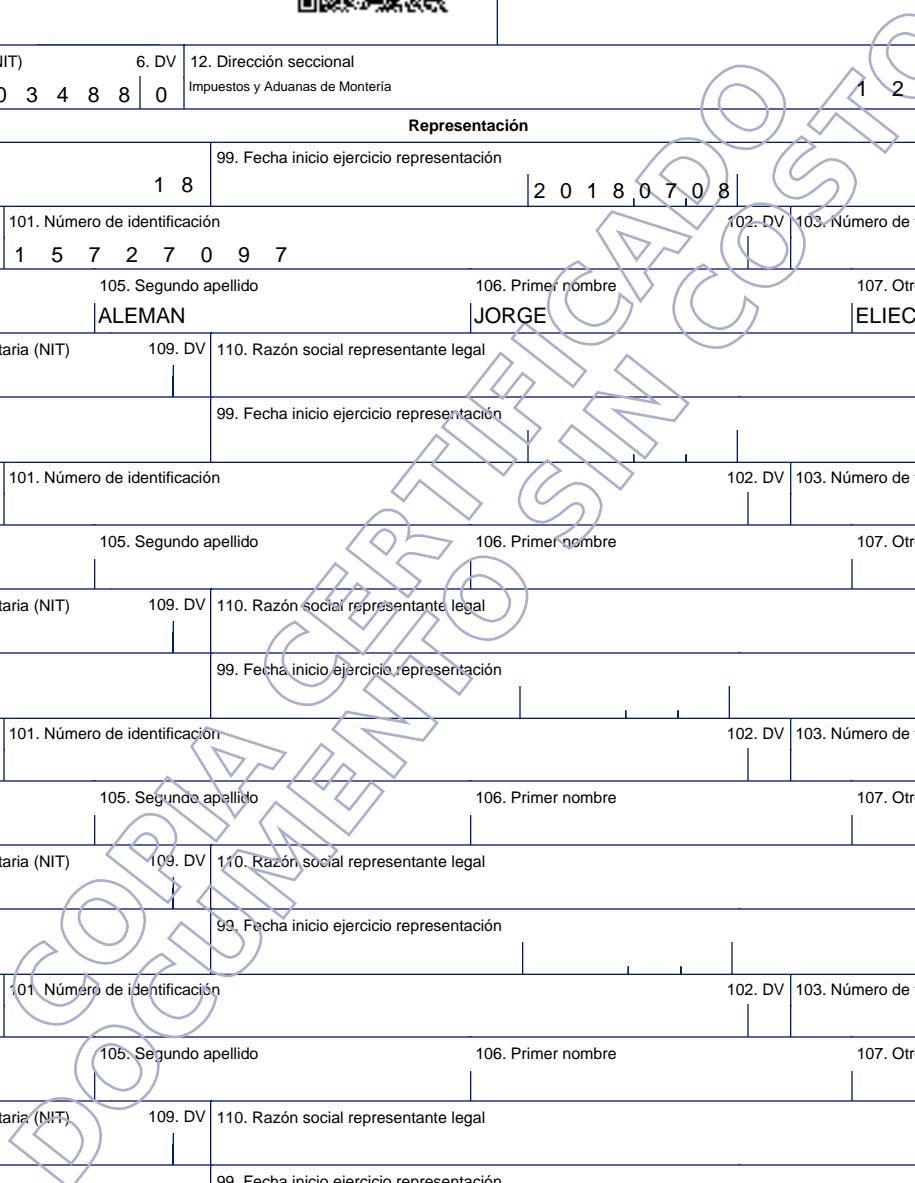 NIT) 6. DV 12. Dirección seccional
0 3 4 8 8 0 Impuestos y Aduanas de Montería 1 2
Representación
99. Fecha inicio ejercicio representación
1 8 2 0 1 8 0 7 0 8
101. Número de identificación 102. DV 103. Número de
1 5 7 2 7 0 9 7
105. Segundo apellido 106. Primer nombre 107. Otr
ALEMAN JORGE ELIEC
taria (NIT) 109. DV 110. Razón social representante legal
99. Fecha inicio ejercicio representación
101. Número de identificación 102. DV 103. Número de
105. Segundo apellido 106. Primer nombre 107. Otr
taria (NIT) 109. DV 110. Razón social representante legal
99. Fecha inicio ejercicio representación
101. Número de identificación 102. DV 103. Número de
105. Segundo apellido 106. Primer nombre 107. Otr
taria (NIT) 109. DV 110. Razón social representante legal
99. Fecha inicio ejercicio representación
101. Número de identificación 102. DV 103. Número de
105. Segundo apellido 106. Primer nombre 107. Otr
taria (NIT) 109. DV 110. Razón social representante legal
99. Fecha inicio ejercicio representación
COPIA CERTIFICADO
DOCUMENTO SIN COSTO